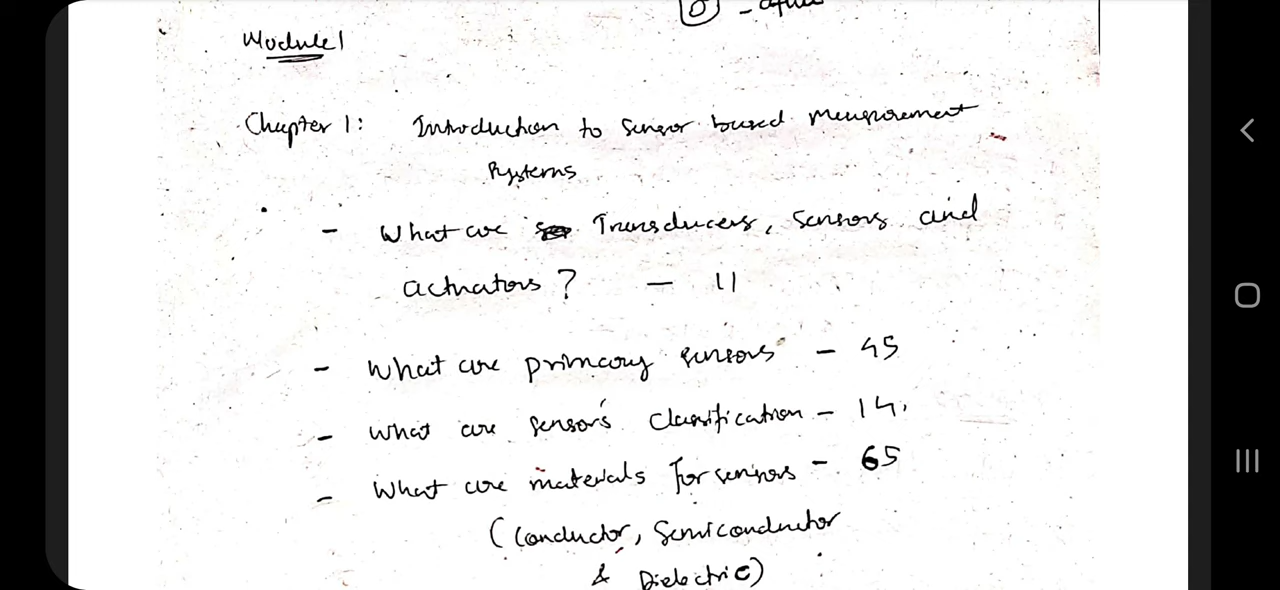 Module 1
Chapter 1: Introduction to Sensor based Measurement
Systems
- What are Transducers, Sensors and
actuators? - 11
- What are primary sensors - 45
- What are sensor's Classification - 14.
- What are materials for sensors - 65
(Conductor, Semiconductor
& Dielectric)